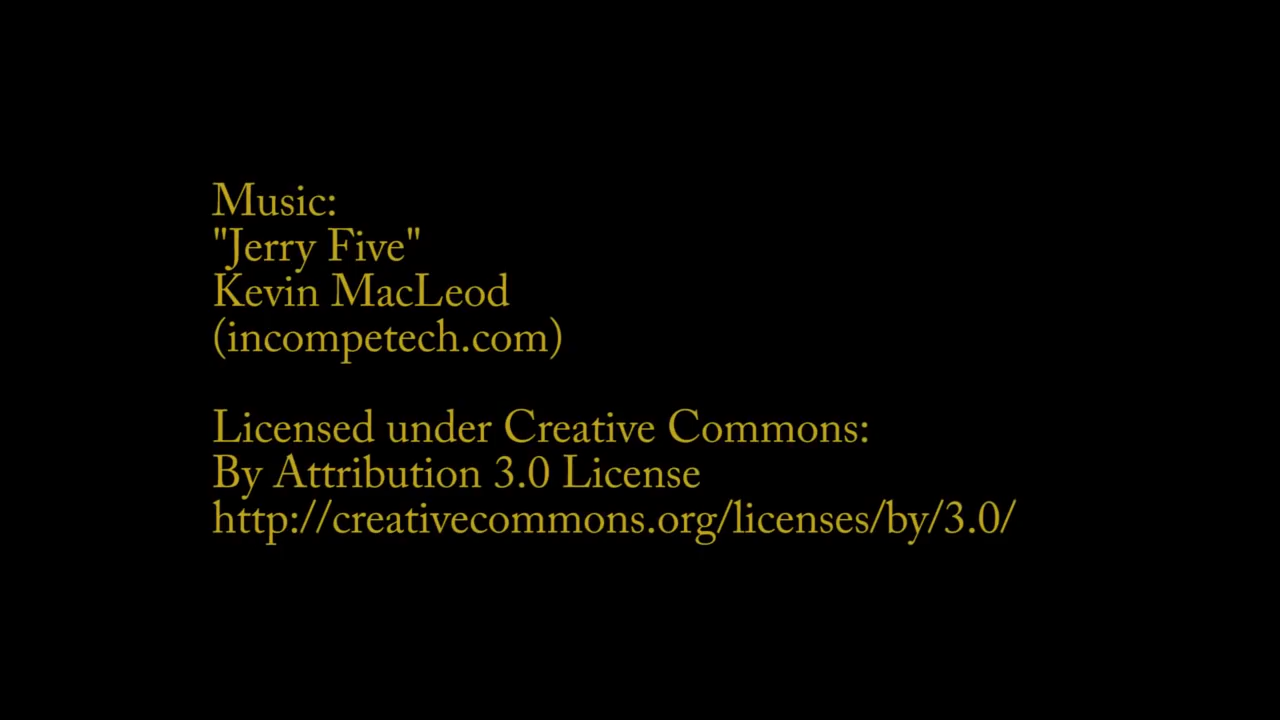 Music:
"Jerry Five"
Kevin MacLeod
(incompetech.com)
Licensed under Creative Commons:
By Attribution 3.0 License
http://creativecommons.org/licenses/by/3.0/